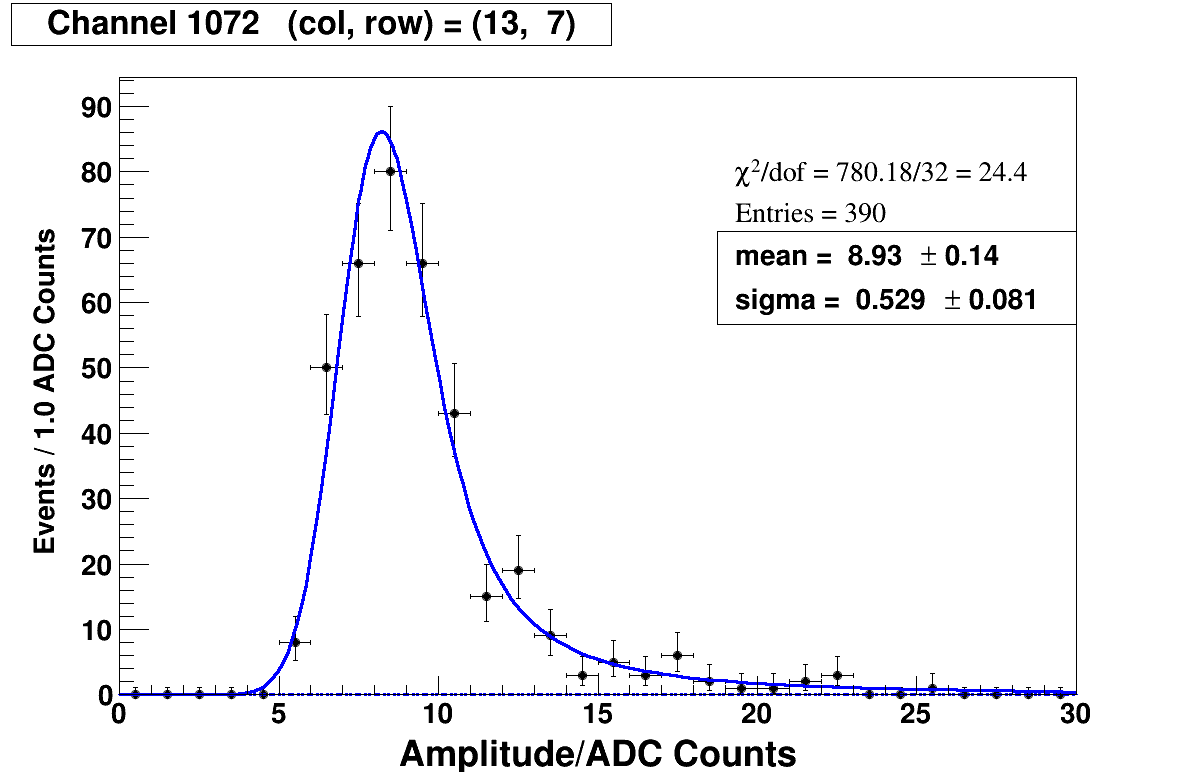 Channel 1072 (col, row) = (13, 7)
90
80
70
60
50
40
30
20
10
0
Events / 1.0 ADC Counts
χ²/dof = 780.18/32 = 24.4
Entries = 390
mean = 8.93 ± 0.14
sigma = 0.529 ± 0.081
0 5 10 15 20 25 30
Amplitude/ADC Counts